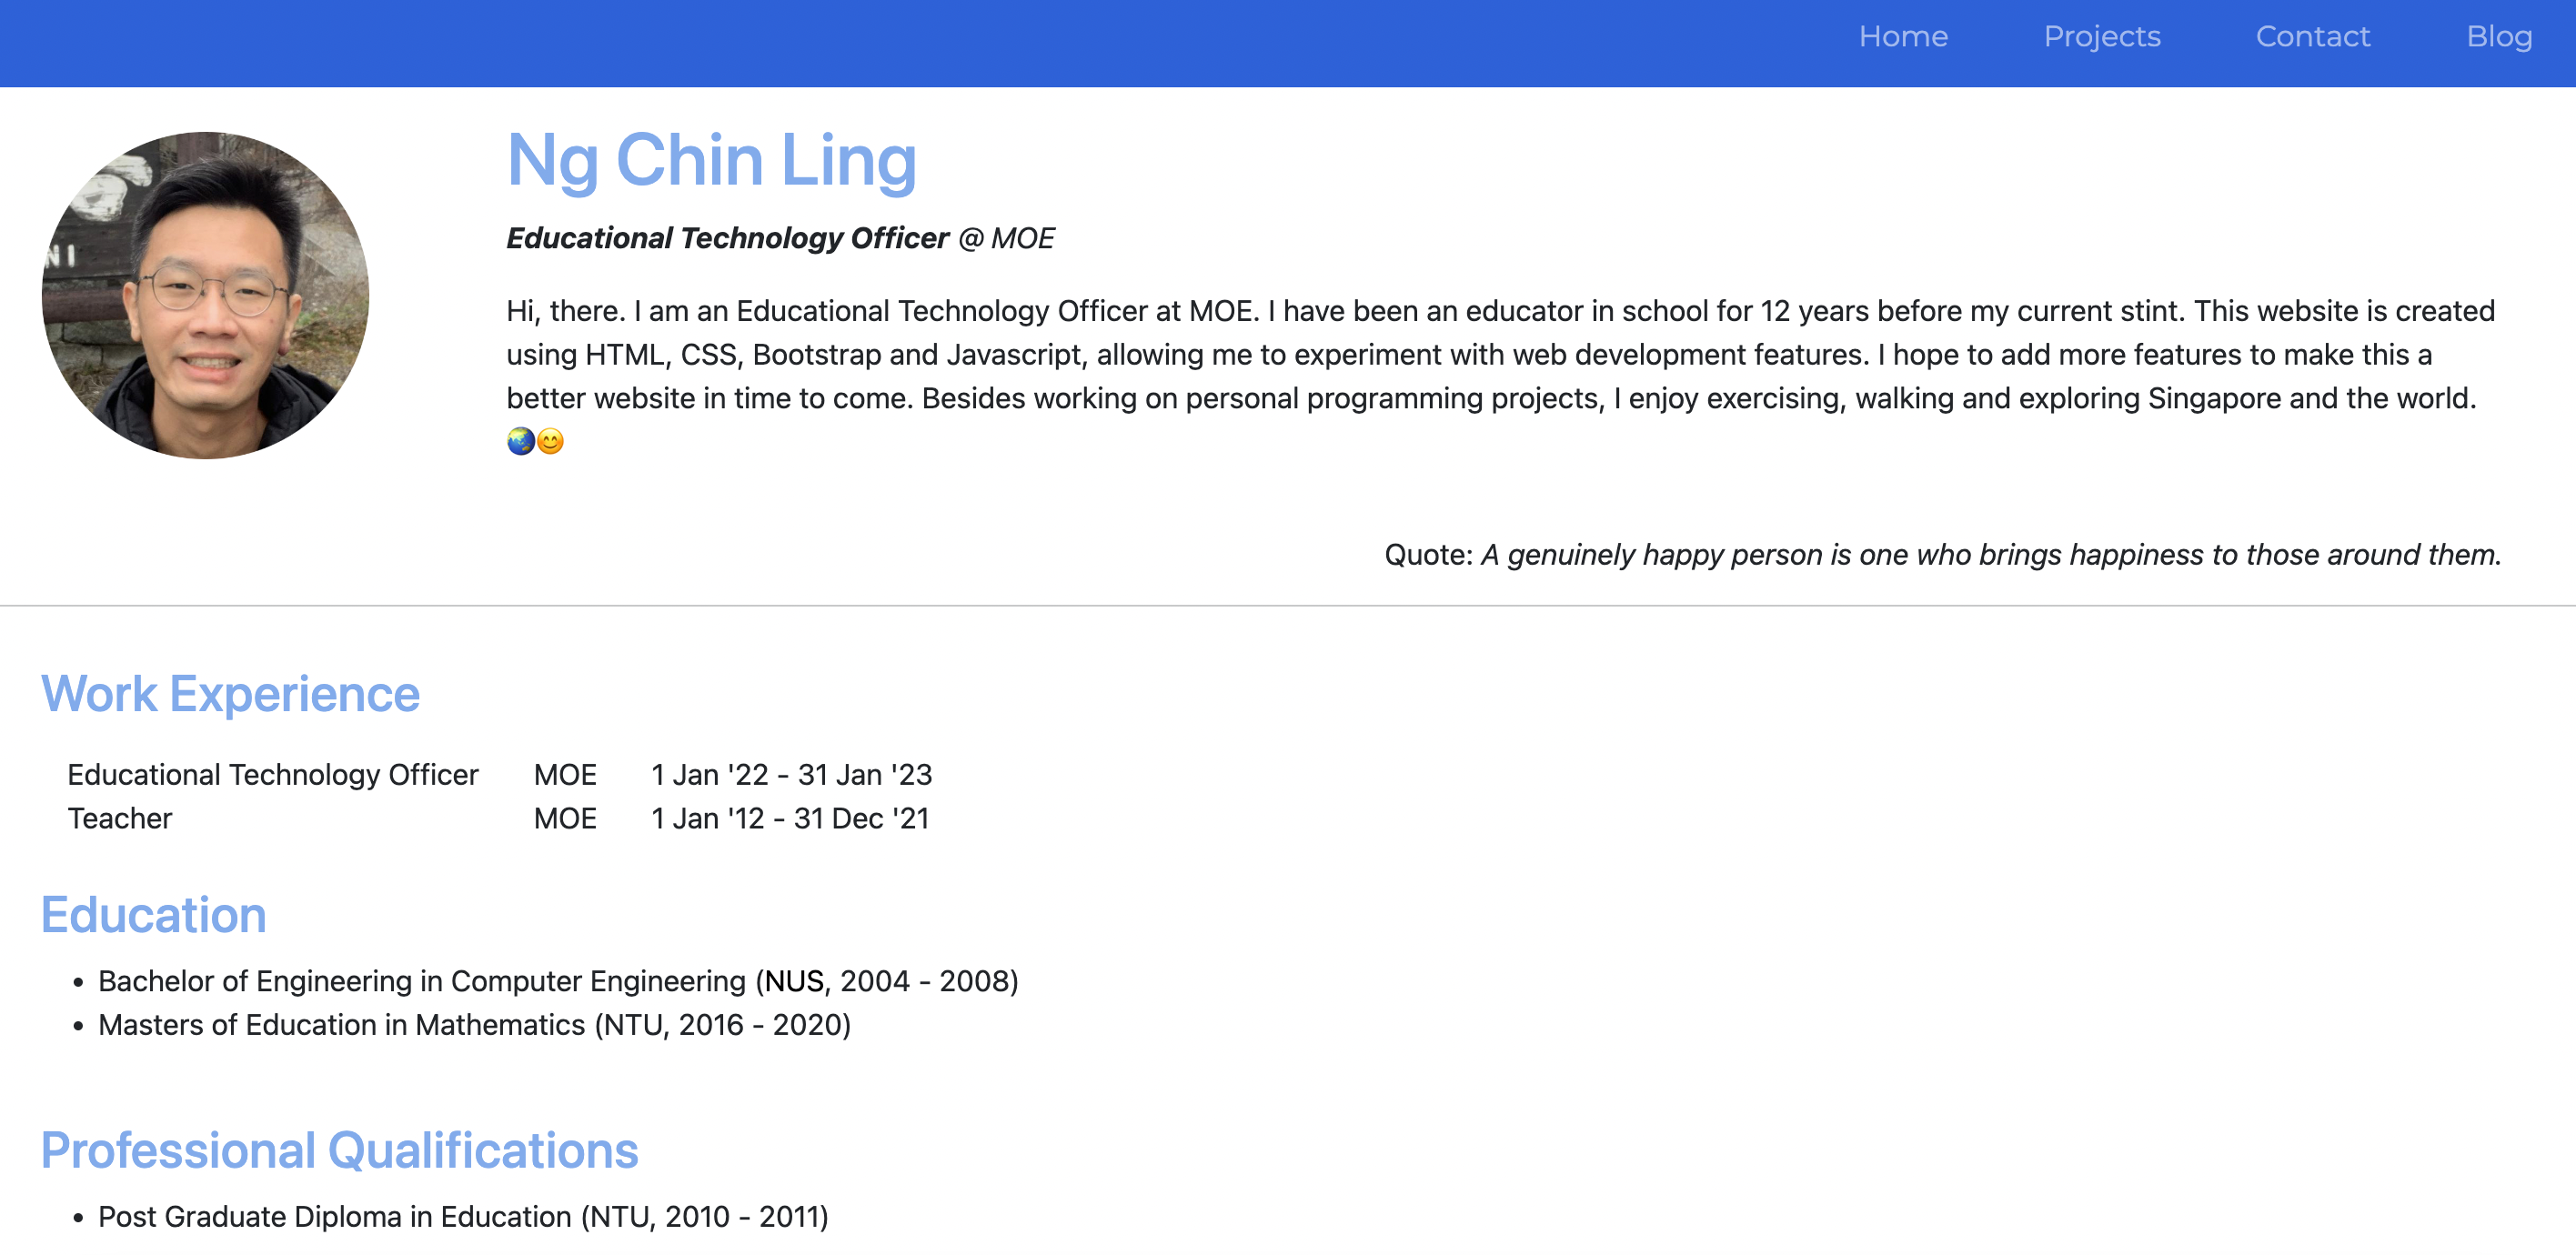 Home Projects Contact Blog
NI
Ng Chin Ling
Educational Technology Officer @ MOE
Hi, there. I am an Educational Technology Officer at MOE. I have been an educator in school for 12 years before my current stint. This website is created
using HTML, CSS, Bootstrap and Javascript, allowing me to experiment with web development features. I hope to add more features to make this a
better website in time to come. Besides working on personal programming projects, I enjoy exercising, walking and exploring Singapore and the world.
🌏😊
Quote: A genuinely happy person is one who brings happiness to those around them.
Work Experience
Educational Technology Officer MOE 1 Jan '22 - 31 Jan '23
Teacher MOE 1 Jan '12 - 31 Dec '21
Education
• Bachelor of Engineering in Computer Engineering (NUS, 2004 - 2008)
• Masters of Education in Mathematics (NTU, 2016 - 2020)
Professional Qualifications
• Post Graduate Diploma in Education (NTU, 2010 - 2011)